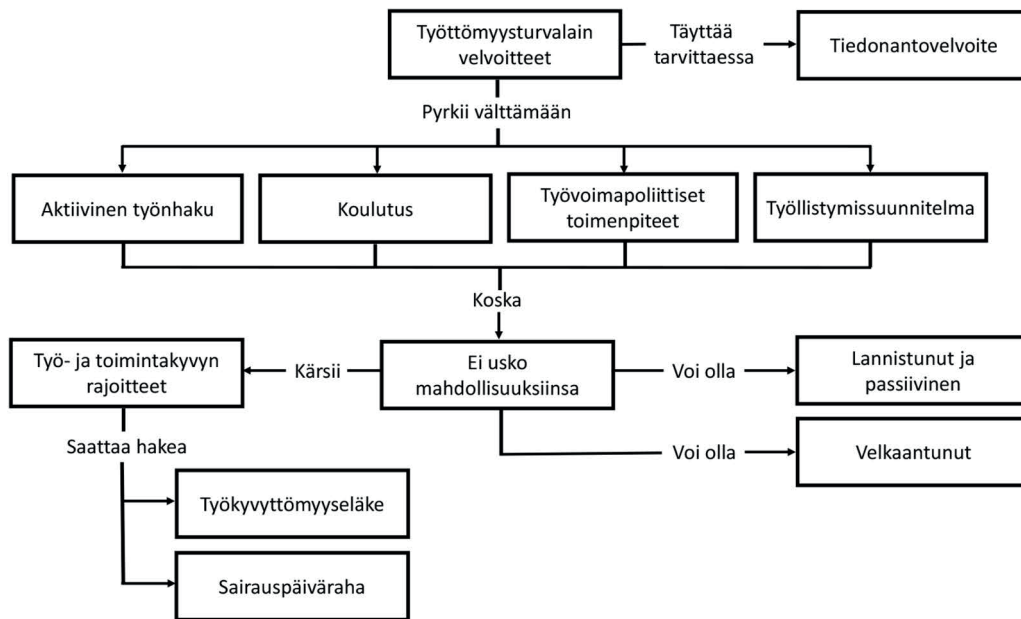 Työttömyysturvalain
velvoitteet
Täyttää
tarvittaessa
Tiedonantovelvoite
Pyrkii välttämään
Aktiivinen työnhaku
Koulutus
Työvoimapoliittiset
toimenpiteet
Työllistymissuunnitelma
Koska
Työ- ja toimintakyvyn
rajoitteet
Kärsii
Ei usko
mahdollisuuksiinsa
Voi olla
Lannistunut ja
passiivinen
Saattaa hakea
Voi olla
Velkaantunut
Työkyvyttömyyseläke
Sairauspäiväraha